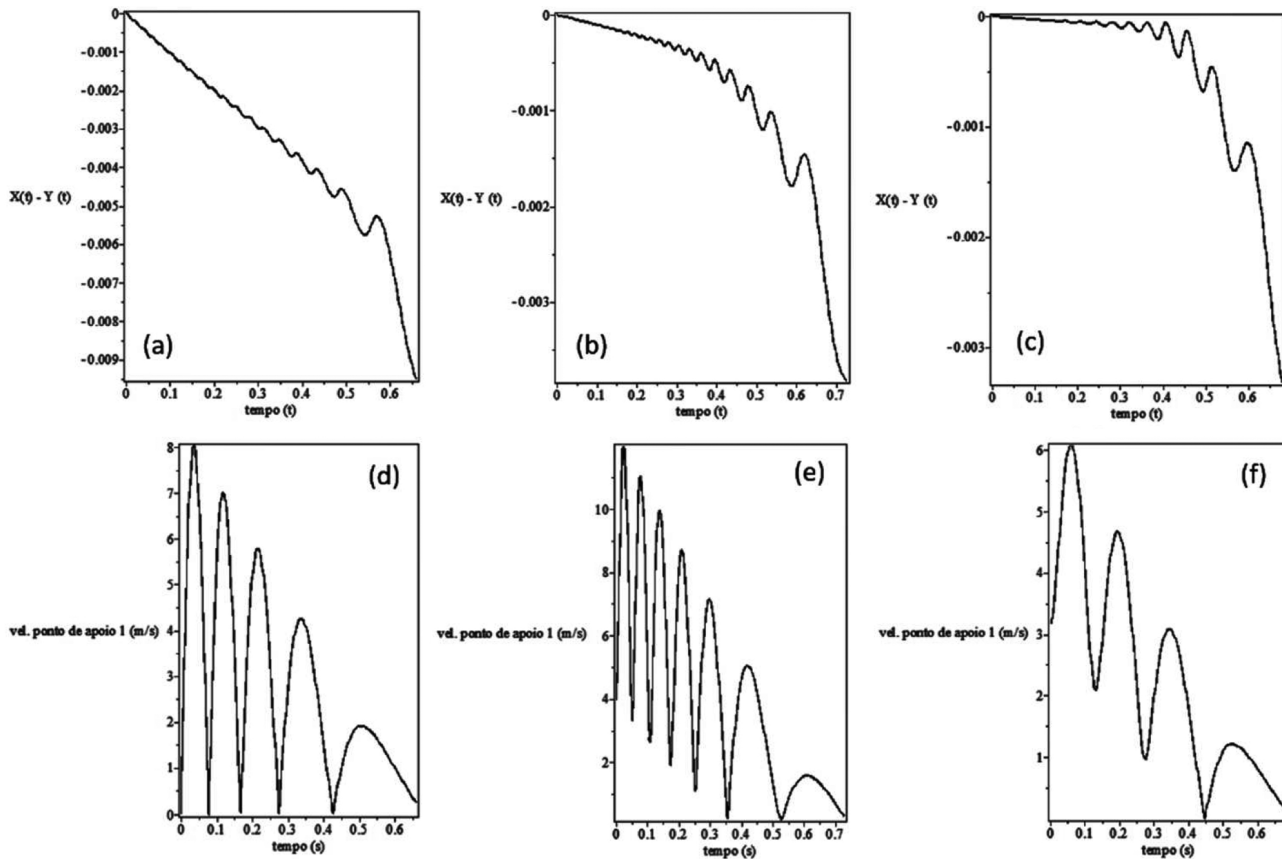 0
-0.001
-0.002
-0.003
-0.004
X(t) - Y (t)
-0.005
-0.006
-0.007
-0.008
-0.009
(a)
0 0.1 0.2 0.3 0.4 0.5 0.6
tempo (t)
0
-0.001
X(t) - Y (t)
-0.002
-0.003
(b)
0 0.1 0.2 0.3 0.4 0.5 0.6 0.7
tempo (t)
0
-0.001
X(t) - Y (t)
-0.002
-0.003
(c)
0 0.1 0.2 0.3 0.4 0.5 0.6
tempo (t)
(d)
8
7
6
5
4
vel. ponto de apoio 1 (m/s)
3
2
1
0
0 0.1 0.2 0.3 0.4 0.5 0.6
tempo (s)
(e)
10
8
6
vel. ponto de apoio 1 (m/s)
4
2
0 0.1 0.2 0.3 0.4 0.5 0.6 0.7
tempo (s)
(f)
6
5
4
vel. ponto de apoio 1 (m/s)
3
2
1
0 0.1 0.2 0.3 0.4 0.5 0.6
tempo (s)